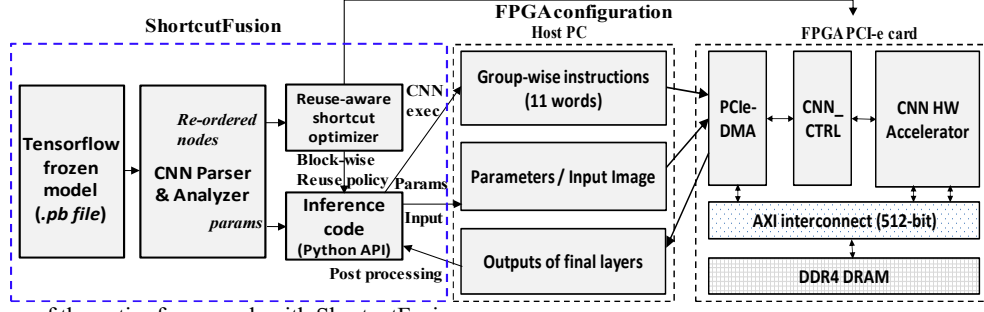 ShortcutFusion
FPGA configuration
Host PC
FPGA PCI-e card
Tensorflow
frozen
model
(.pb file)
Re-ordered
nodes
CNN Parser
& Analyzer
params
Reuse-aware
shortcut
optimizer
Block-wise
Reuse policy
Inference
code
(Python API)
CNN
exec
Params
Input
Post processing
Group-wise instructions
(11 words)
Parameters / Input Image
Outputs of final layers
PCIe-
DMA
CNN_
CTRL
CNN HW
Accelerator
AXI interconnect (512-bit)
DDR4 DRAM